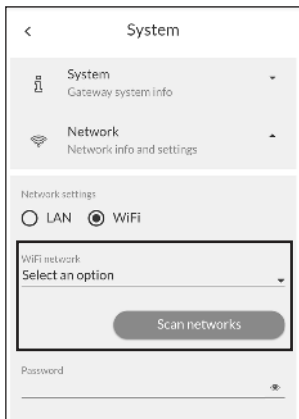 System
System
Gateway system info
Network
Network info and settings
Network settings
LAN WiFi
WiFi network
Select an option
Scan networks
Password